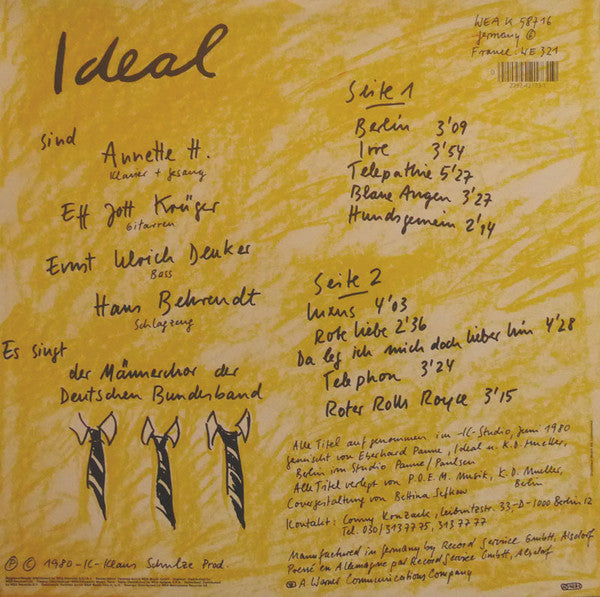 Ideal
WEA K 58716
Germany ©
France: WE 321
sind
Annette H.
Klavier + Gesang
Eff Jott Krüger
Gitarren
Ernst Ulrich Deuker
Bass
Hans Behrendt
Schlagzeug
Es singt
der Männerchor der
Deutschen Bundesband
Seite 1
Berlin 3'09
Irre 3'54
Telepathie 5'27
Blaue Augen 3'27
Hundsgemein 2'14
Seite 2
Luxus 4'03
Rote Liebe 2'36
Da leg ich mich doch lieber hin 4'28
Telephon 3'24
Roter Rolls Royce 3'15
Alle Titel aufgenommen im -IC-Studio, Juni 1980
gemischt von Eberhard Panne, Ideal u. K.D. Mueller,
Berlin im Studio Panne/Paulsen
Alle Titel verlegt von P.O.E.M. Musik, K.D. Mueller,
Berlin
Covergestaltung von Bettina Sefkow
Kontakt: Conny Konzack, Leibnitzstr. 33-D-1000 Berlin 12
Tel. 030/3137775, 3137777
Manufactured in Germany by Record Service GmbH, Alsdorf
Pressé en Allemagne par Record Service GmbH, Alsdorf
A Warner Communications Company
Ⓟ © 1980 -IC- Klaus Schulze Prod.